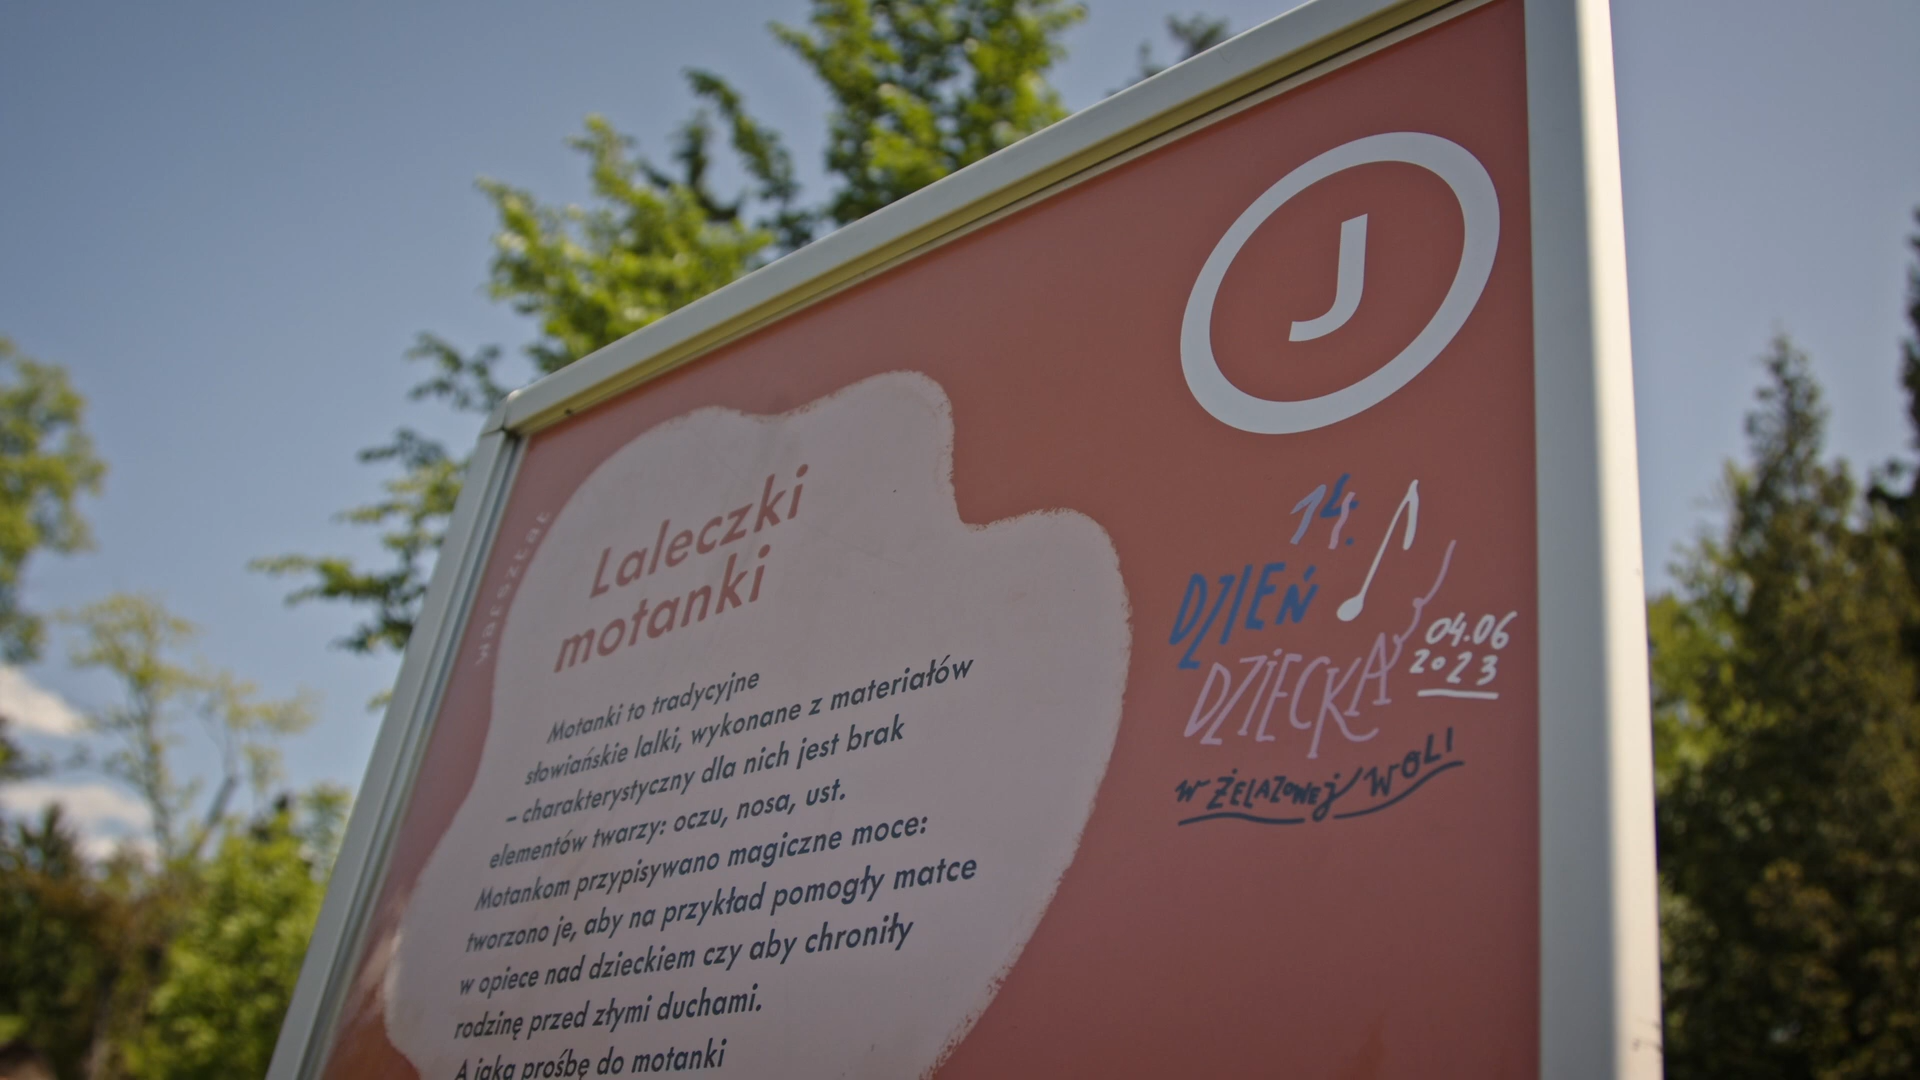 warsztat
Laleczki
motanki
Motanki to tradycyjne
słowiańskie lalki, wykonane z materiałów
– charakterystyczny dla nich jest brak
elementów twarzy: oczu, nosa, ust.
Motankom przypisywano magiczne moce:
tworzono je, aby na przykład pomogły matce
w opiece nad dzieckiem czy aby chroniły
rodzinę przed złymi duchami.
A jaką prośbę do motanki
J
14.
DZIEŃ
DZIECKA
04.06
2023
w ŻELAZOWEj WOLI